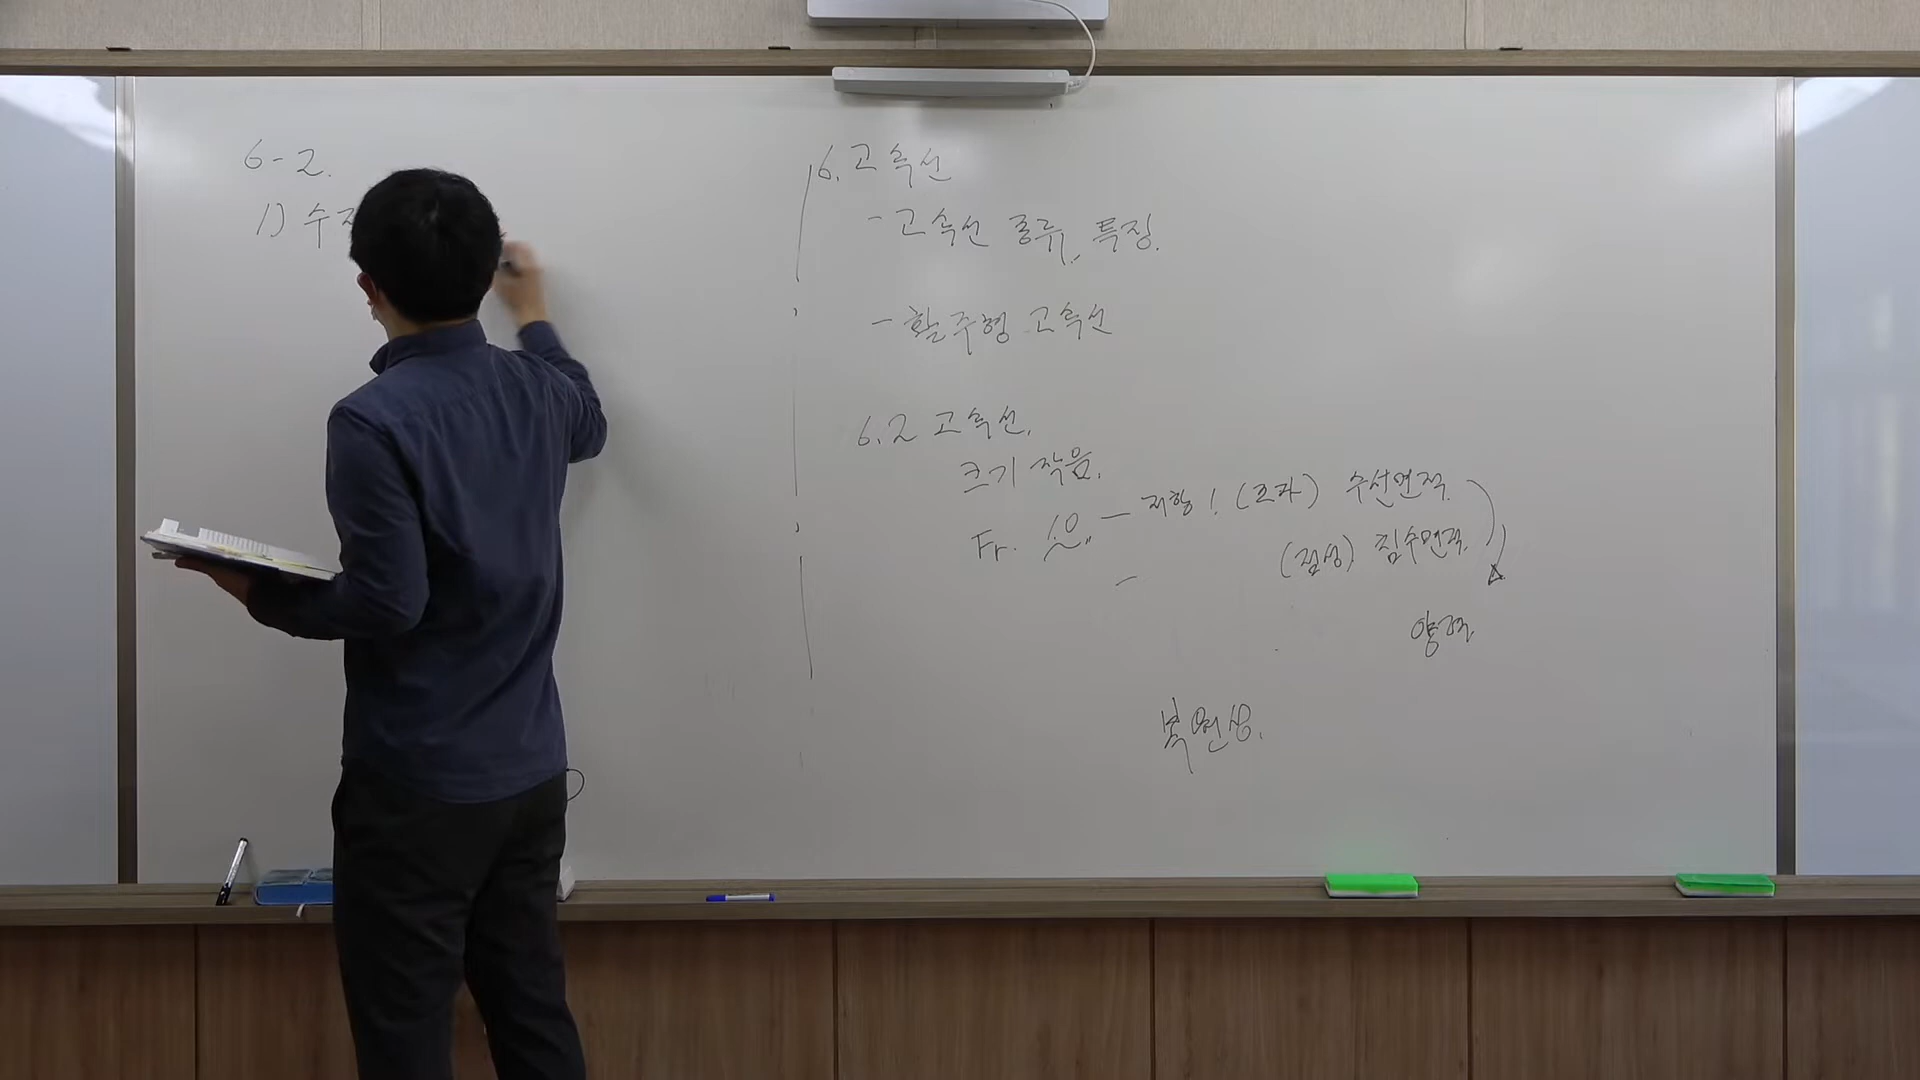 6-2.
1) 수
6. 고속선
- 고속선 종류, 특징.
- 활주형 고속선
6.2 고속선.
크기 작음.
Fr. 1.0 - 저항! (조파) 수선면적.
(점성) 침수면적.
-
양력.
복원성.